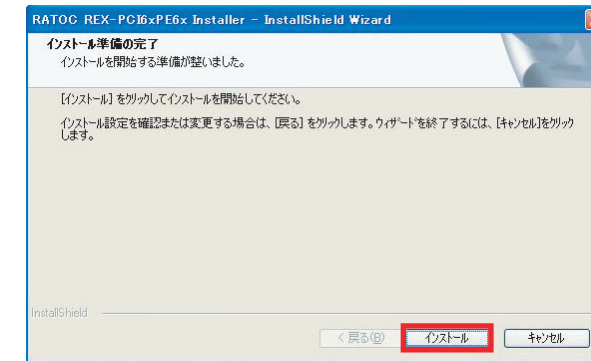 RATOC REX-PCI6xPE6x Installer - InstallShield Wizard
インストール準備の完了
インストールを開始する準備が整いました。
[インストール] をクリックしてインストールを開始してください。
インストール設定を確認または変更する場合は、[戻る] をクリックします。ウィザードを終了するには、[キャンセル]をクリック
します。
InstallShield
< 戻る(B)
インストール
キャンセル